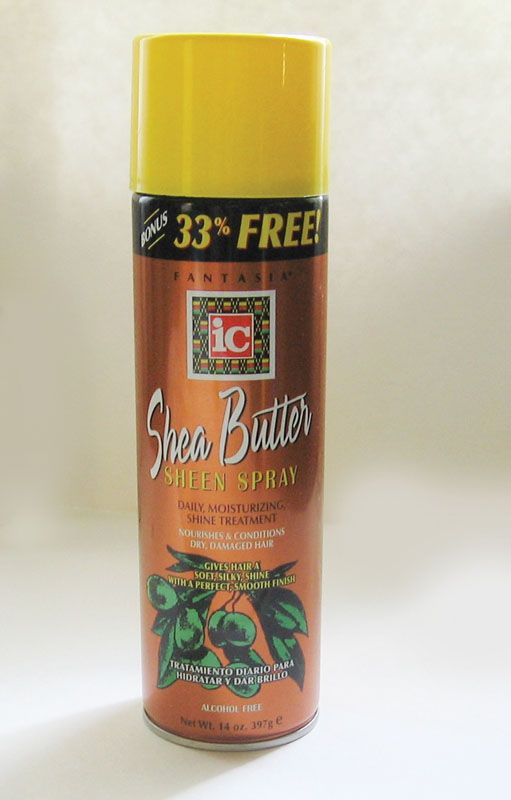 BONUS 33% FREE!
FANTASIA®
ic
Shea Butter
SHEEN SPRAY
DAILY, MOISTURIZING,
SHINE TREATMENT
NOURISHES & CONDITIONS
DRY, DAMAGED HAIR
GIVES HAIR A
SOFT, SILKY, SHINE
WITH A PERFECT, SMOOTH FINISH
TRATAMIENTO DIARIO PARA
HIDRATAR Y DAR BRILLO
ALCOHOL FREE
Net Wt. 14 oz. 397g ℮